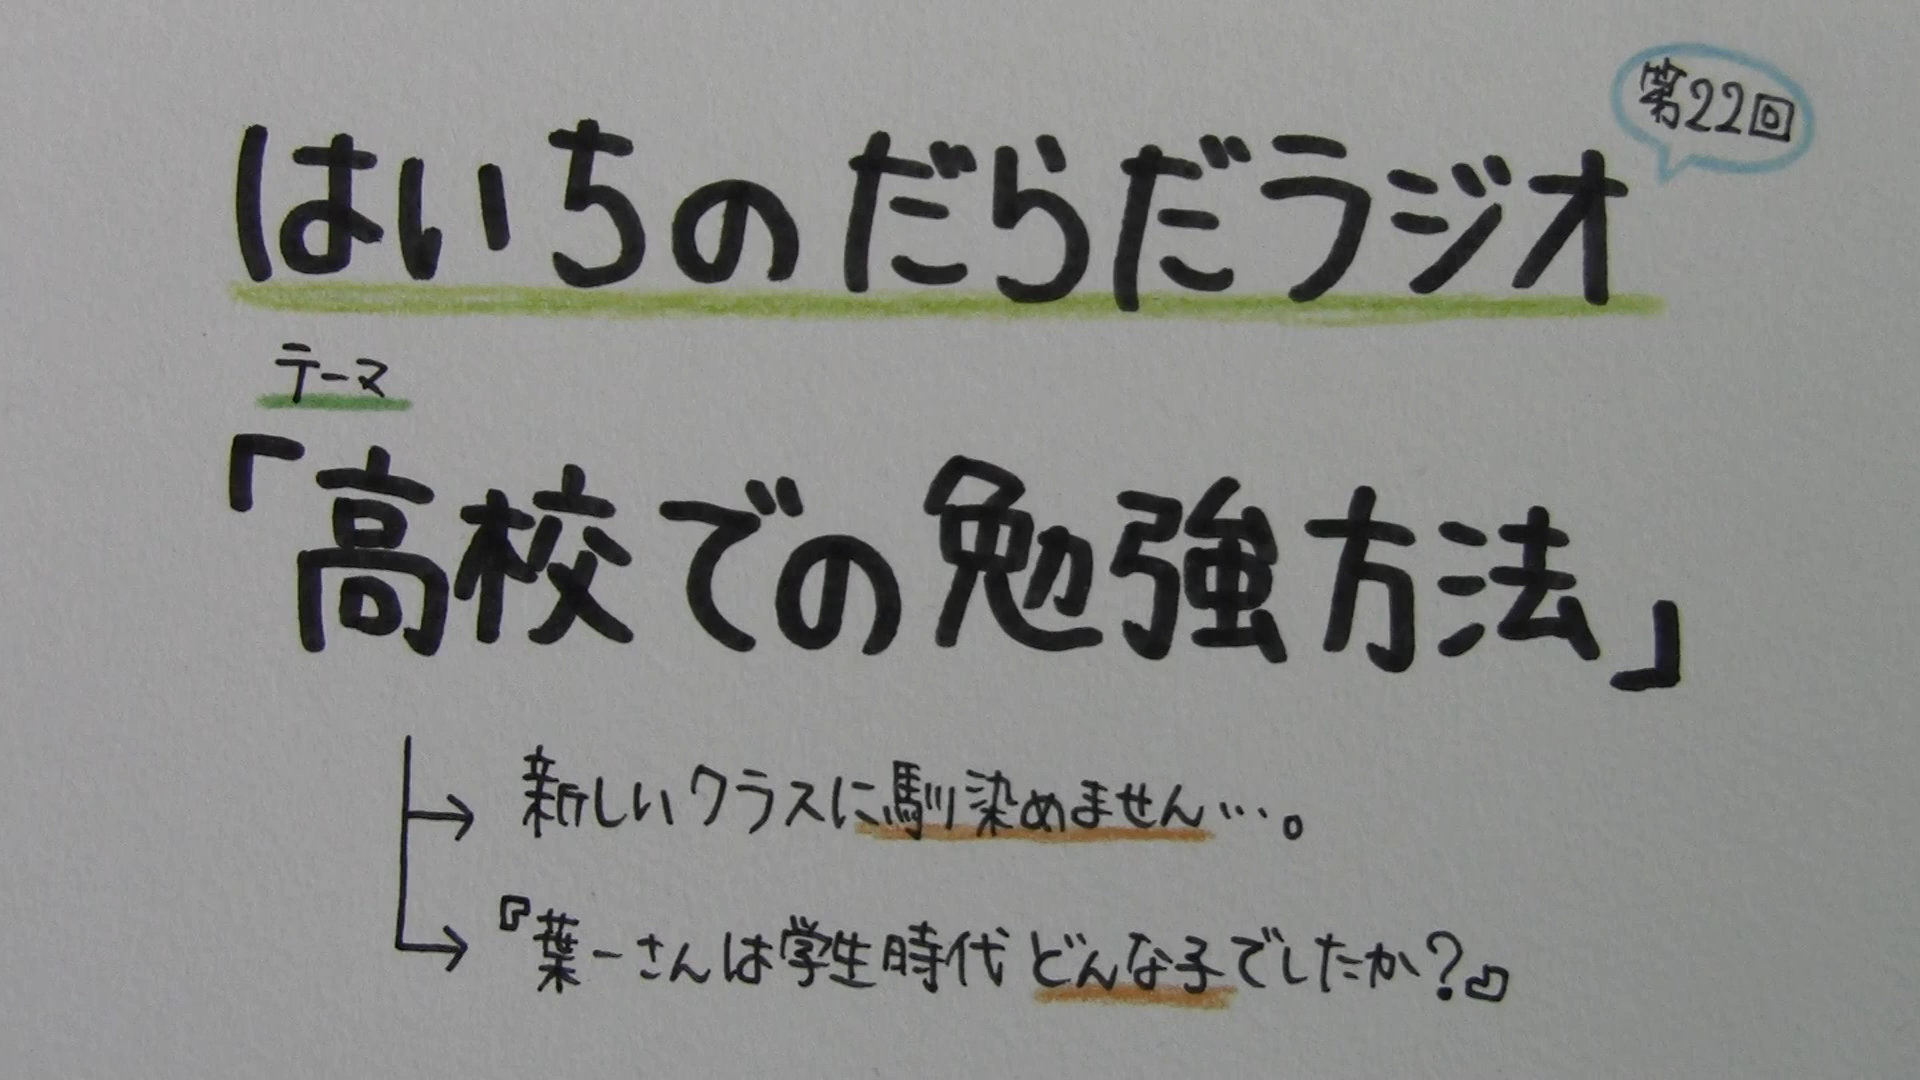 第22回
はいちのだらだラジオ
テーマ
「高校での勉強方法」
→ 新しいクラスに馴染めません…。
→ 『葉一さんは学生時代どんな子でしたか?』